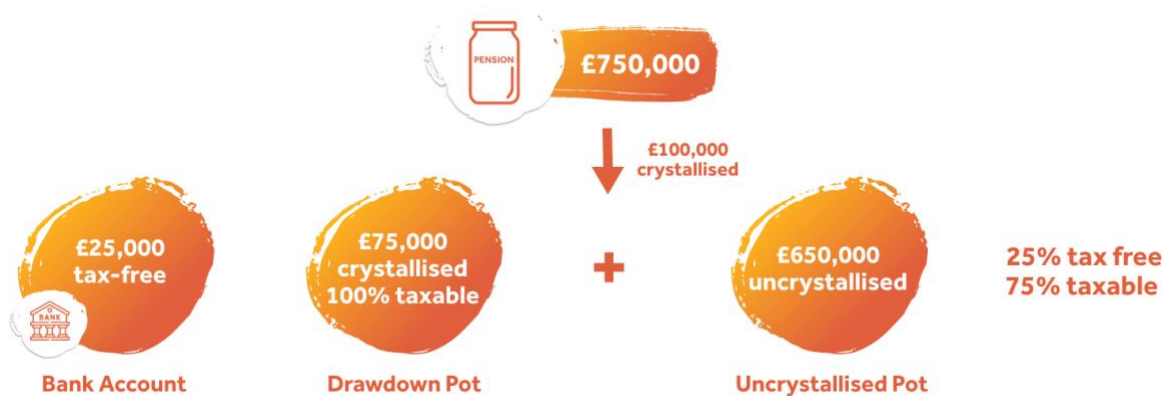 PENSION
£750,000
£100,000
crystallised
£25,000
tax-free
BANK
Bank Account
£75,000
crystallised
100% taxable
Drawdown Pot
+
£650,000
uncrystallised
Uncrystallised Pot
25% tax free
75% taxable